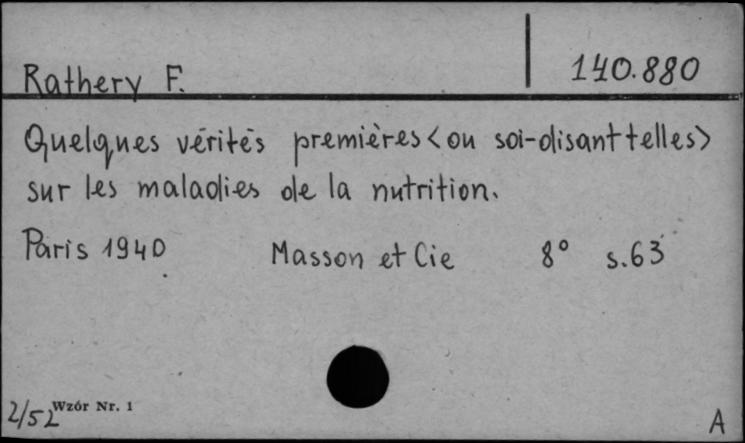 Rathery F.
140.880
Quelques vérités premières <ou soi-disant telles>
sur les maladies de la nutrition.
Paris 1940 Masson et Cie 8° s.63
2/52 Wzór Nr. 1
A